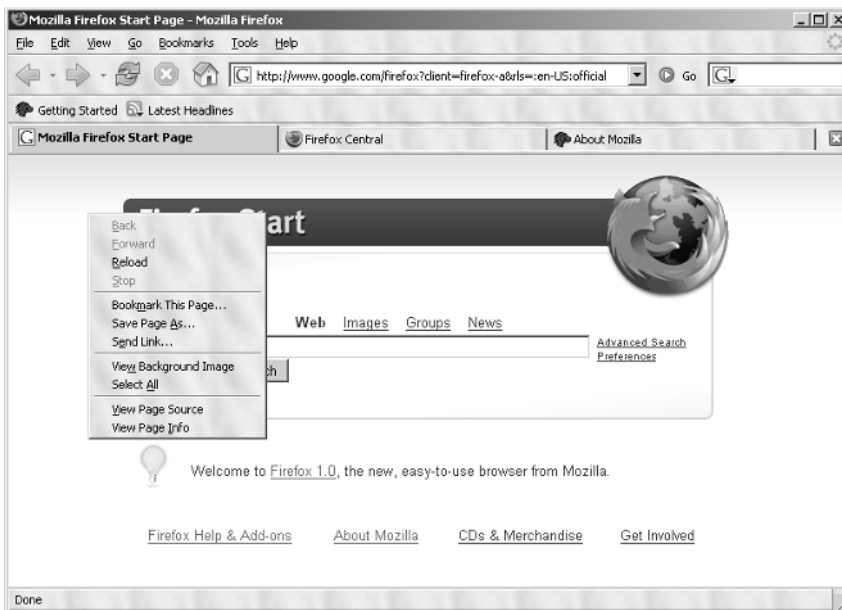 Mozilla Firefox Start Page - Mozilla Firefox
File Edit View Go Bookmarks Tools Help
http://www.google.com/firefox?client=firefox-a&rls=:en-US:official Go
Getting Started Latest Headlines
Mozilla Firefox Start Page Firefox Central About Mozilla
art
Back
Forward
Reload
Stop
Bookmark This Page...
Save Page As...
Send Link...
View Background Image
Select All
View Page Source
View Page Info
Web Images Groups News
Advanced Search
Preferences
ch
Welcome to Firefox 1.0, the new, easy-to-use browser from Mozilla.
Firefox Help & Add-ons About Mozilla CDs & Merchandise Get Involved
Done